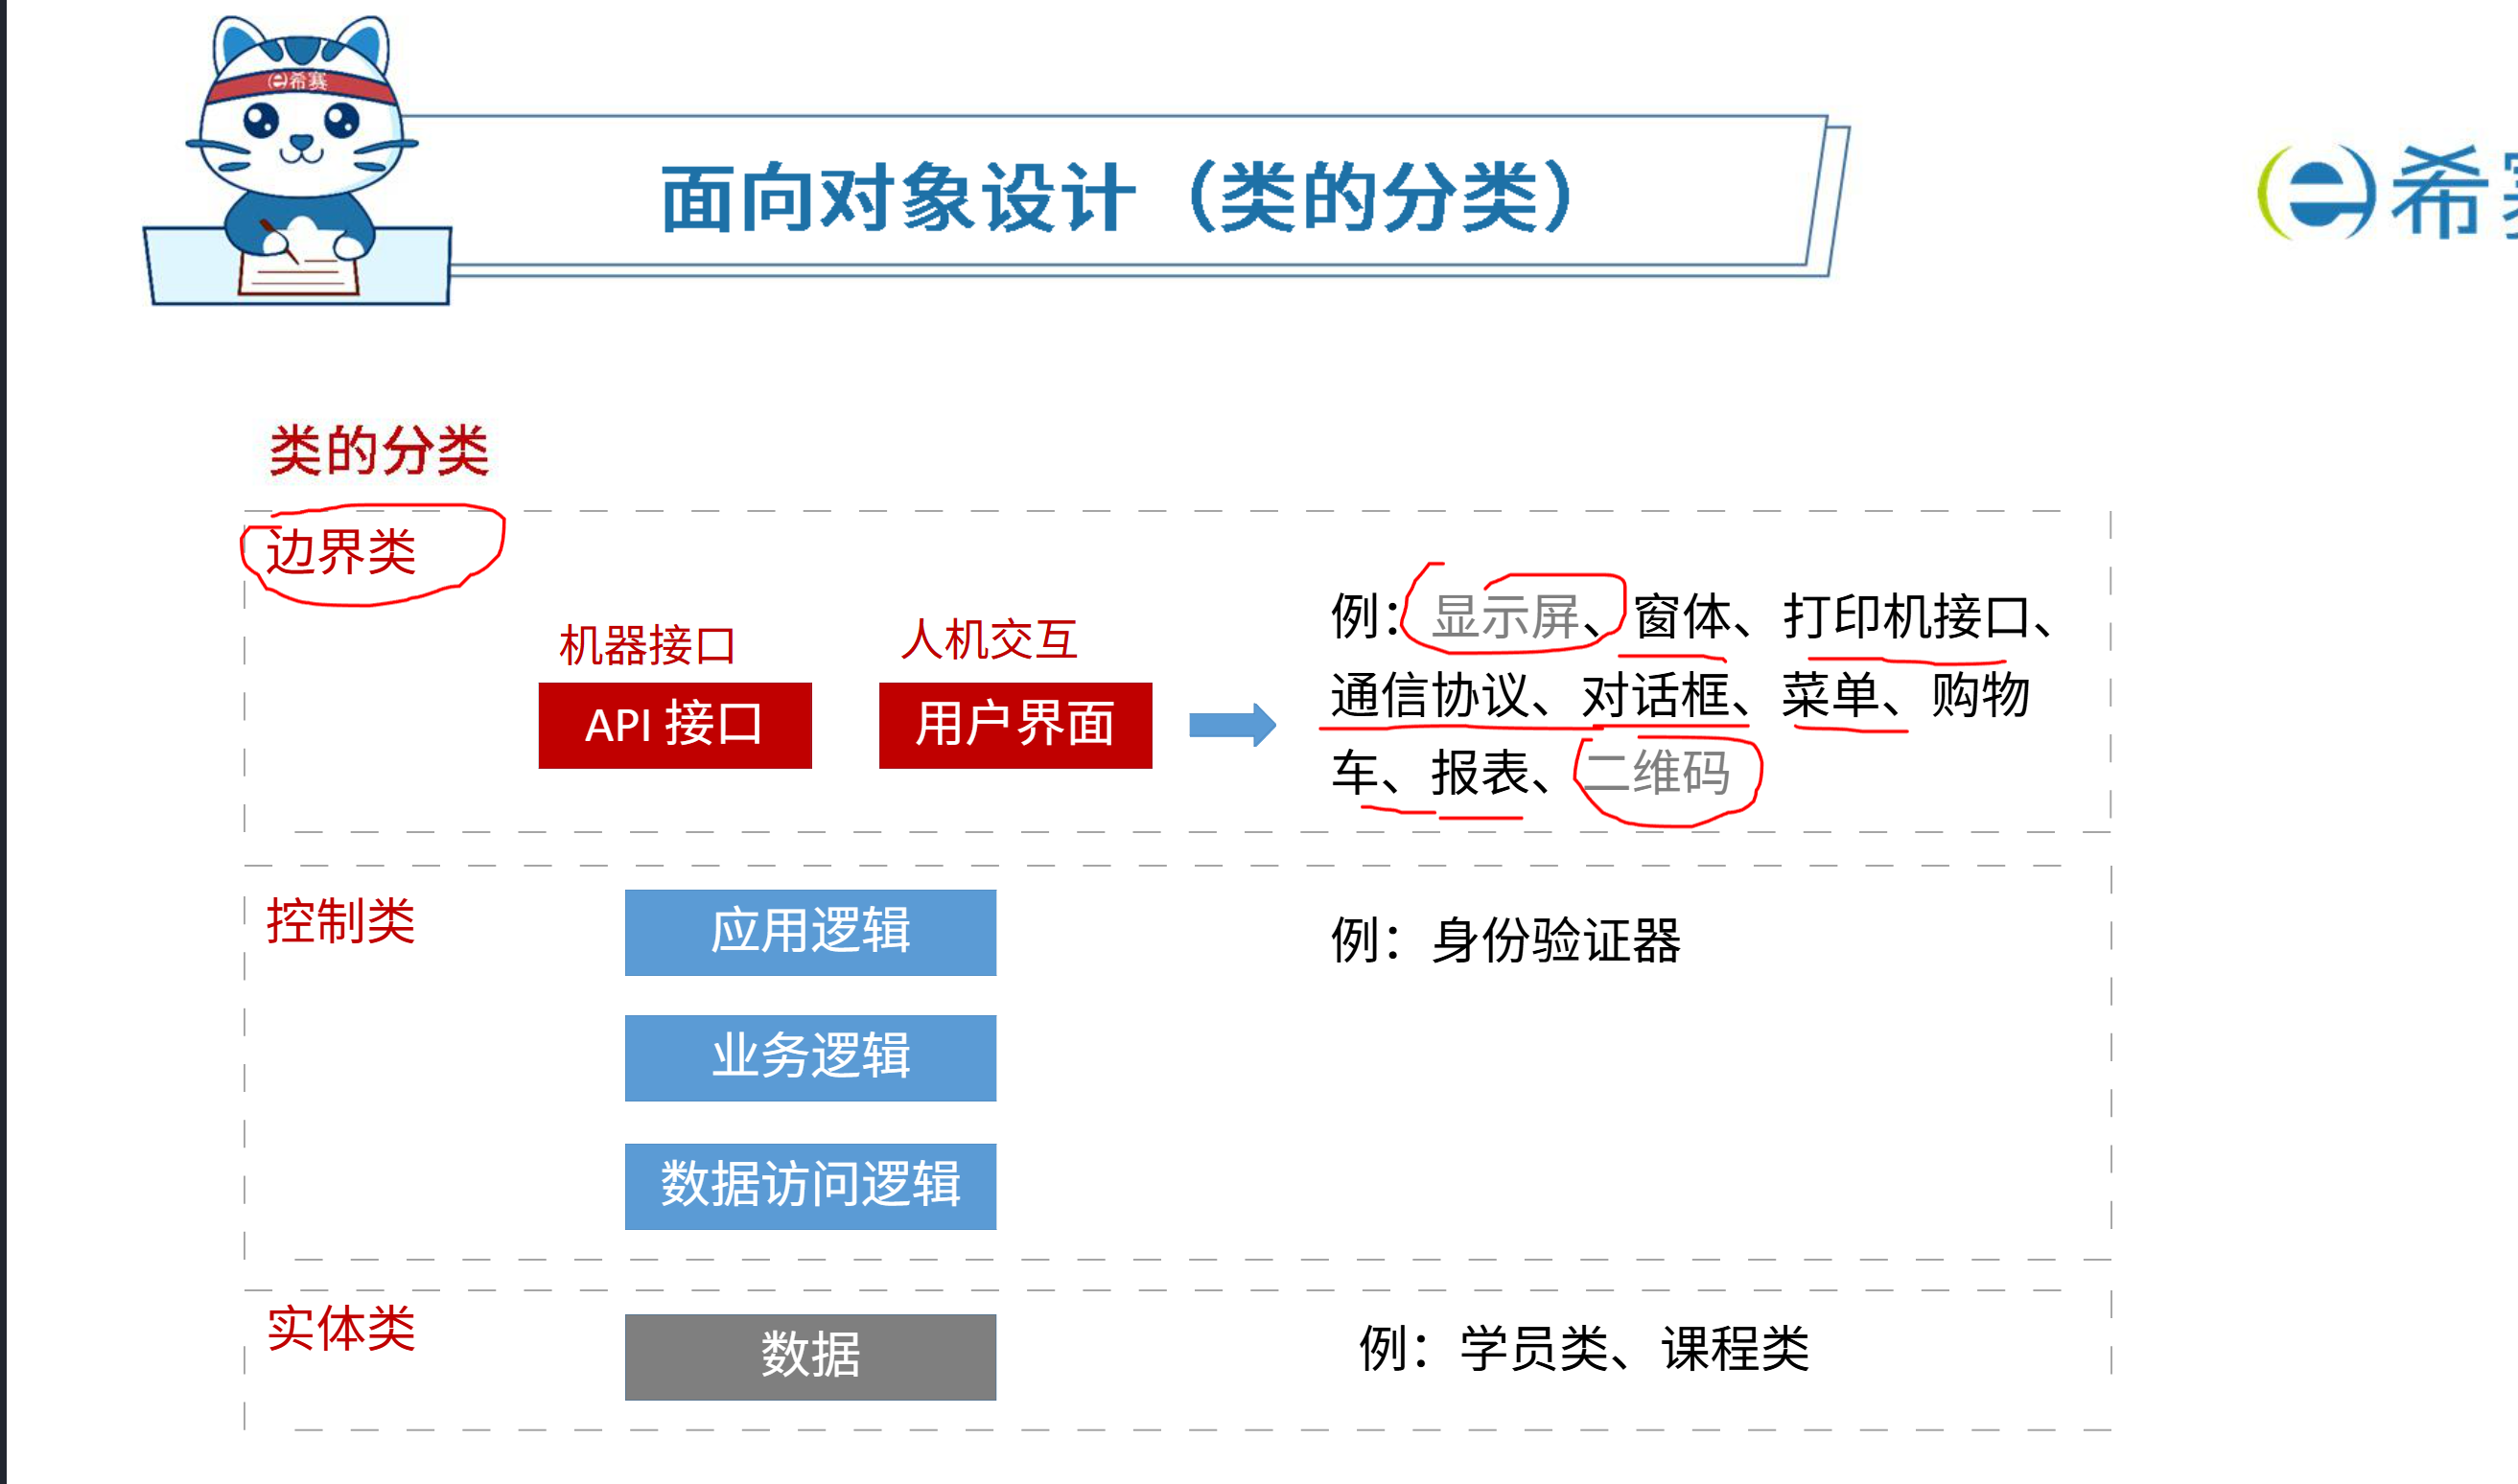 希赛
面向对象设计（类的分类）
希
类的分类
边界类
机器接口
人机交互
API 接口
用户界面
例：显示屏、窗体、打印机接口、
通信协议、对话框、菜单、购物
车、报表、二维码
控制类
应用逻辑
例：身份验证器
业务逻辑
数据访问逻辑
实体类
数据
例：学员类、课程类